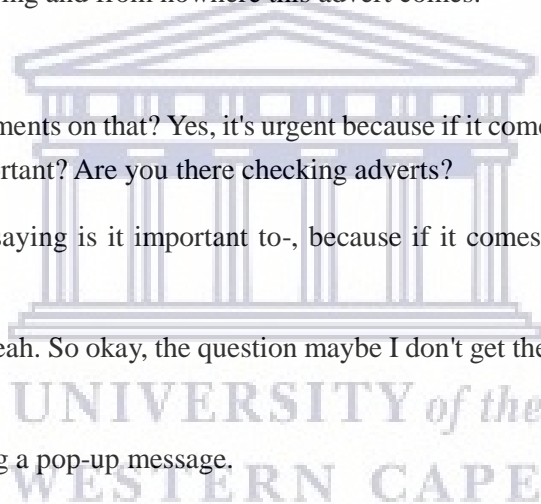 ing and from nowhere this advert comes.
ments on that? Yes, it's urgent because if it come
rtant? Are you there checking adverts?
saying is it important to-, because if it comes
eah. So okay, the question maybe I don't get the
UNIVERSITY of the
g a pop-up message.
WESTERN CAPE